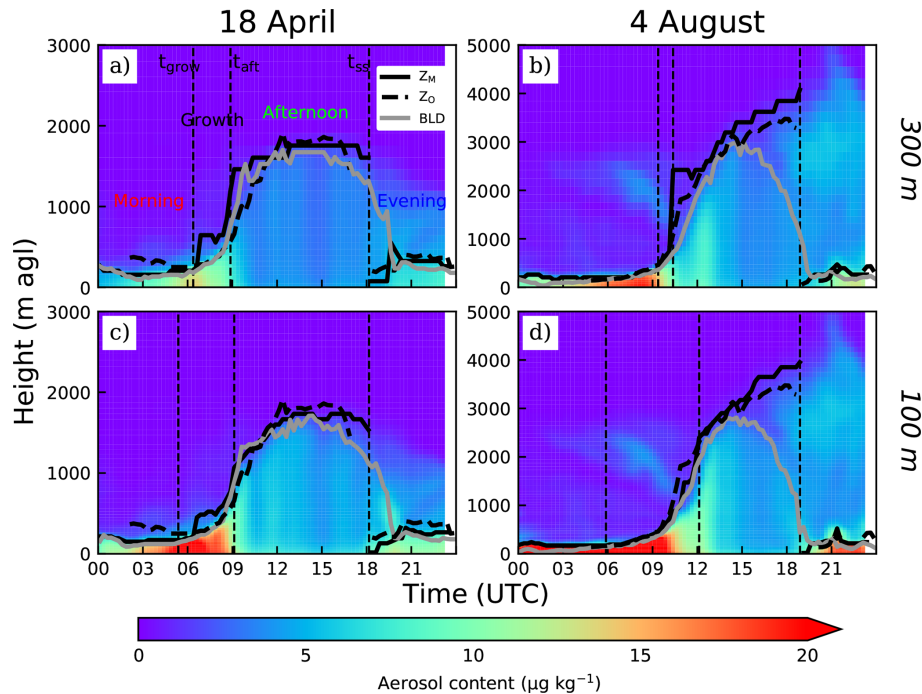 18 April
4 August
3000
2000
1000
0
a)
t_grow
t_aft
t_ss
Growth
Afternoon
Morning
Evening
Z_M
Z_O
BLD
5000
4000
3000
2000
1000
0
b)
300 m
3000
2000
1000
0
c)
5000
4000
3000
2000
1000
0
d)
100 m
Height (m agl)
00 03 06 09 12 15 18 21
00 03 06 09 12 15 18 21
Time (UTC)
0 5 10 15 20
Aerosol content (μg kg⁻¹)